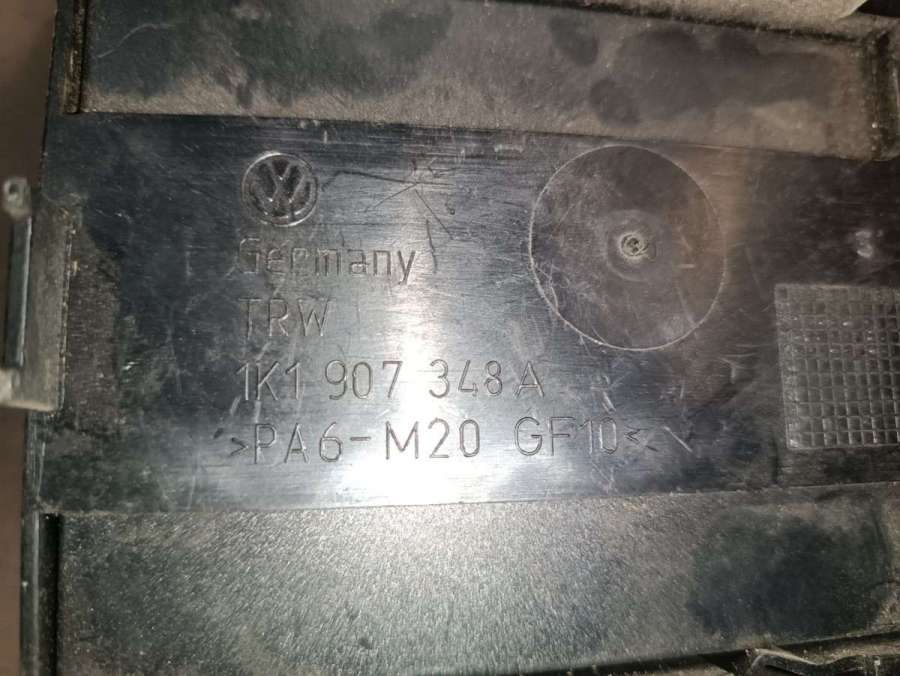 Germany
TRW
1K1 907 348 A
>PA6-M20 GF10<